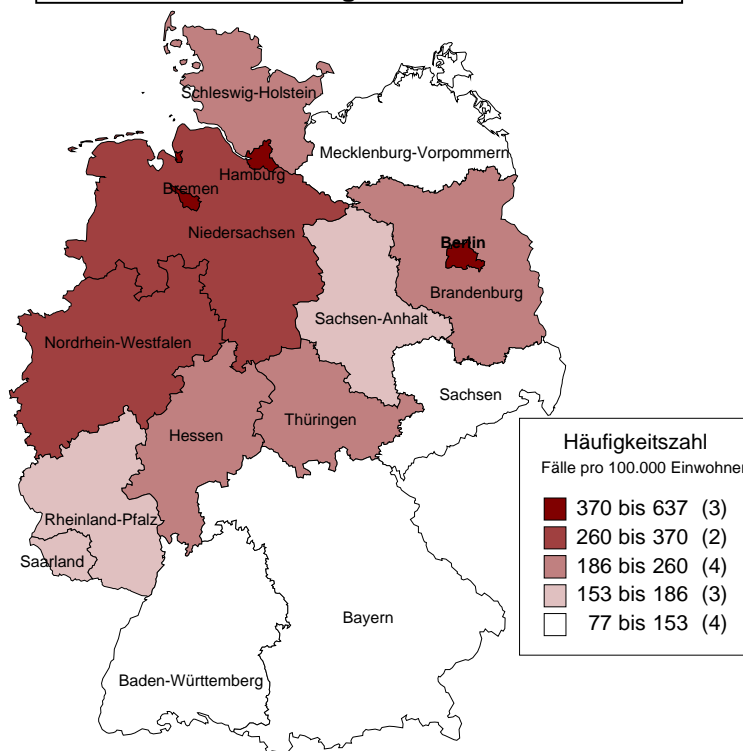 Schleswig-Holstein
Mecklenburg-Vorpommern
Hamburg
Bremen
Niedersachsen
Berlin
Brandenburg
Sachsen-Anhalt
Nordrhein-Westfalen
Sachsen
Thüringen
Hessen
Rheinland-Pfalz
Saarland
Bayern
Baden-Württemberg
Häufigkeitszahl
Fälle pro 100.000 Einwohner
370 bis 637 (3)
260 bis 370 (2)
186 bis 260 (4)
153 bis 186 (3)
77 bis 153 (4)